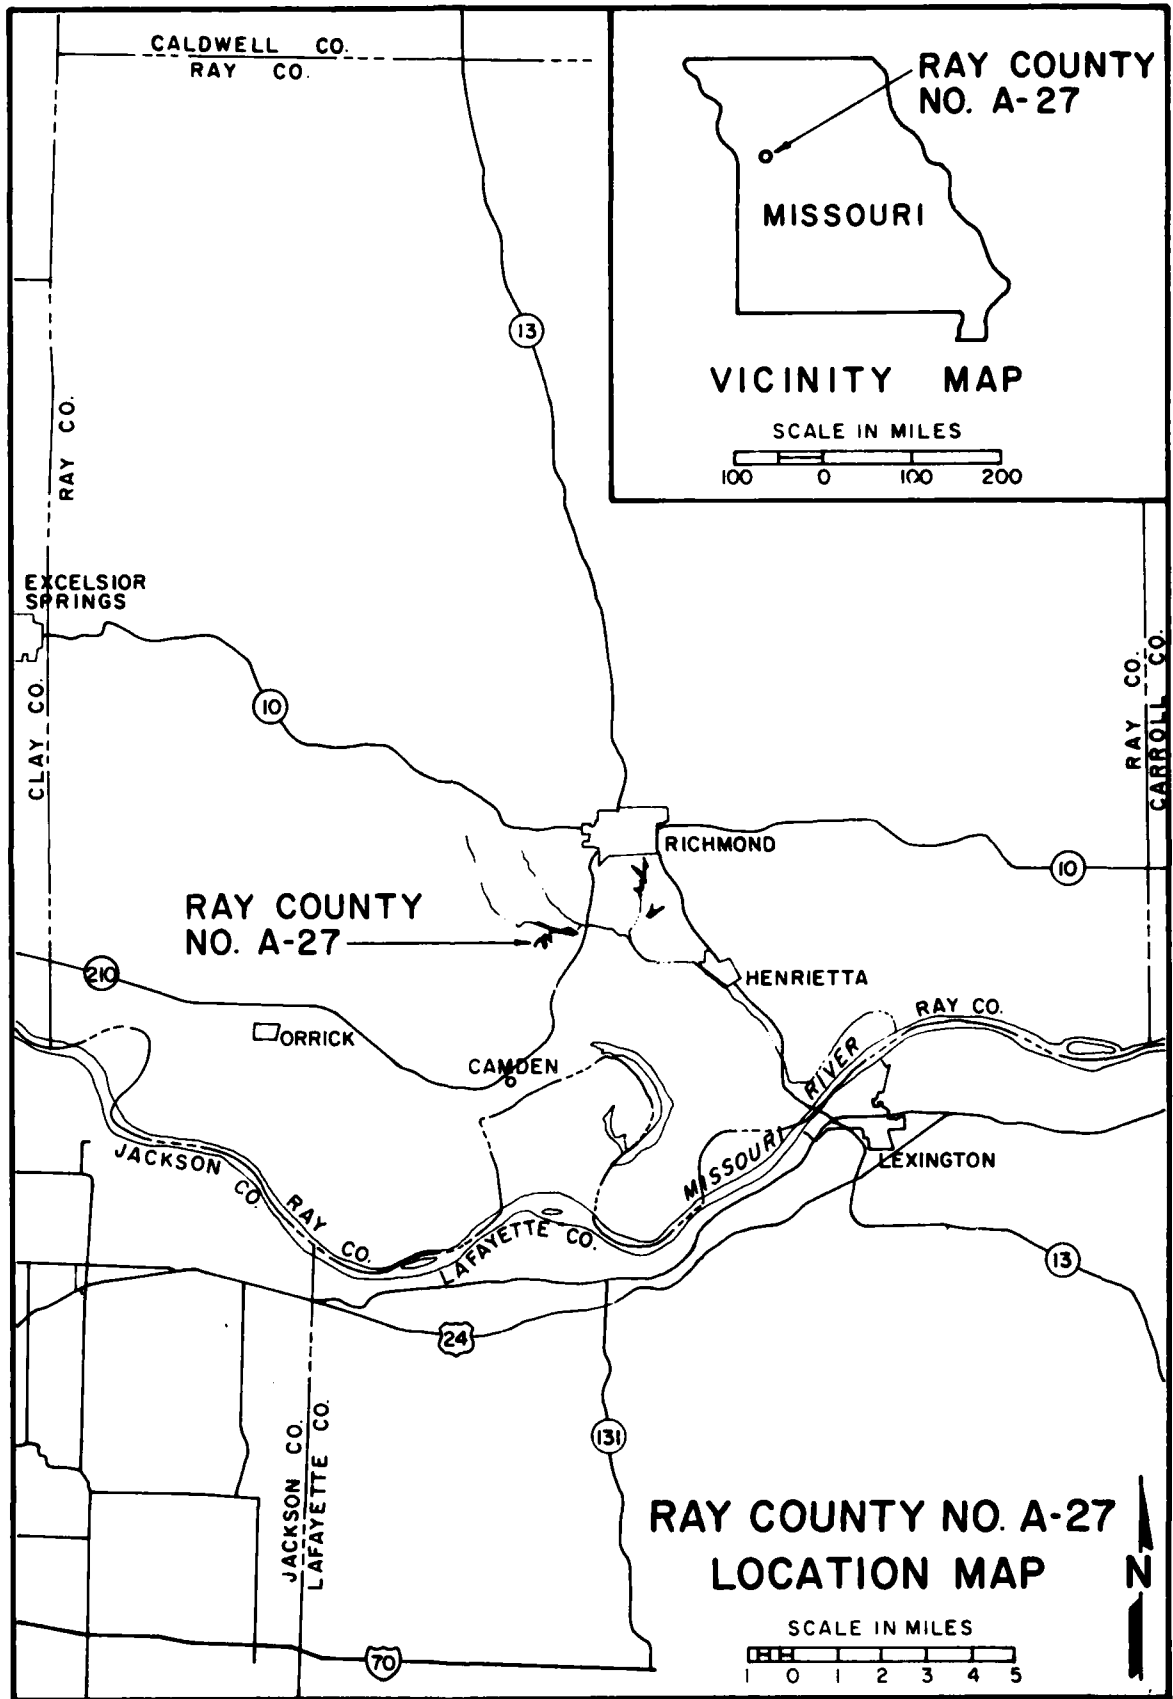 CALDWELL CO.
RAY CO.
RAY COUNTY
NO. A-27
MISSOURI
VICINITY MAP
SCALE IN MILES
100 0 100 200
13
RAY CO.
CLAY CO.
EXCELSIOR
SPRINGS
10
RAY CO.
CARROLL CO.
RICHMOND
10
RAY COUNTY
NO. A-27
210
HENRIETTA
ORRICK
CAMDEN
RAY CO.
MISSOURI RIVER
LEXINGTON
JACKSON CO.
RAY CO.
LAFAYETTE CO.
13
24
131
JACKSON CO.
LAFAYETTE CO.
70
RAY COUNTY NO. A-27
LOCATION MAP
N
SCALE IN MILES
1 0 1 2 3 4 5